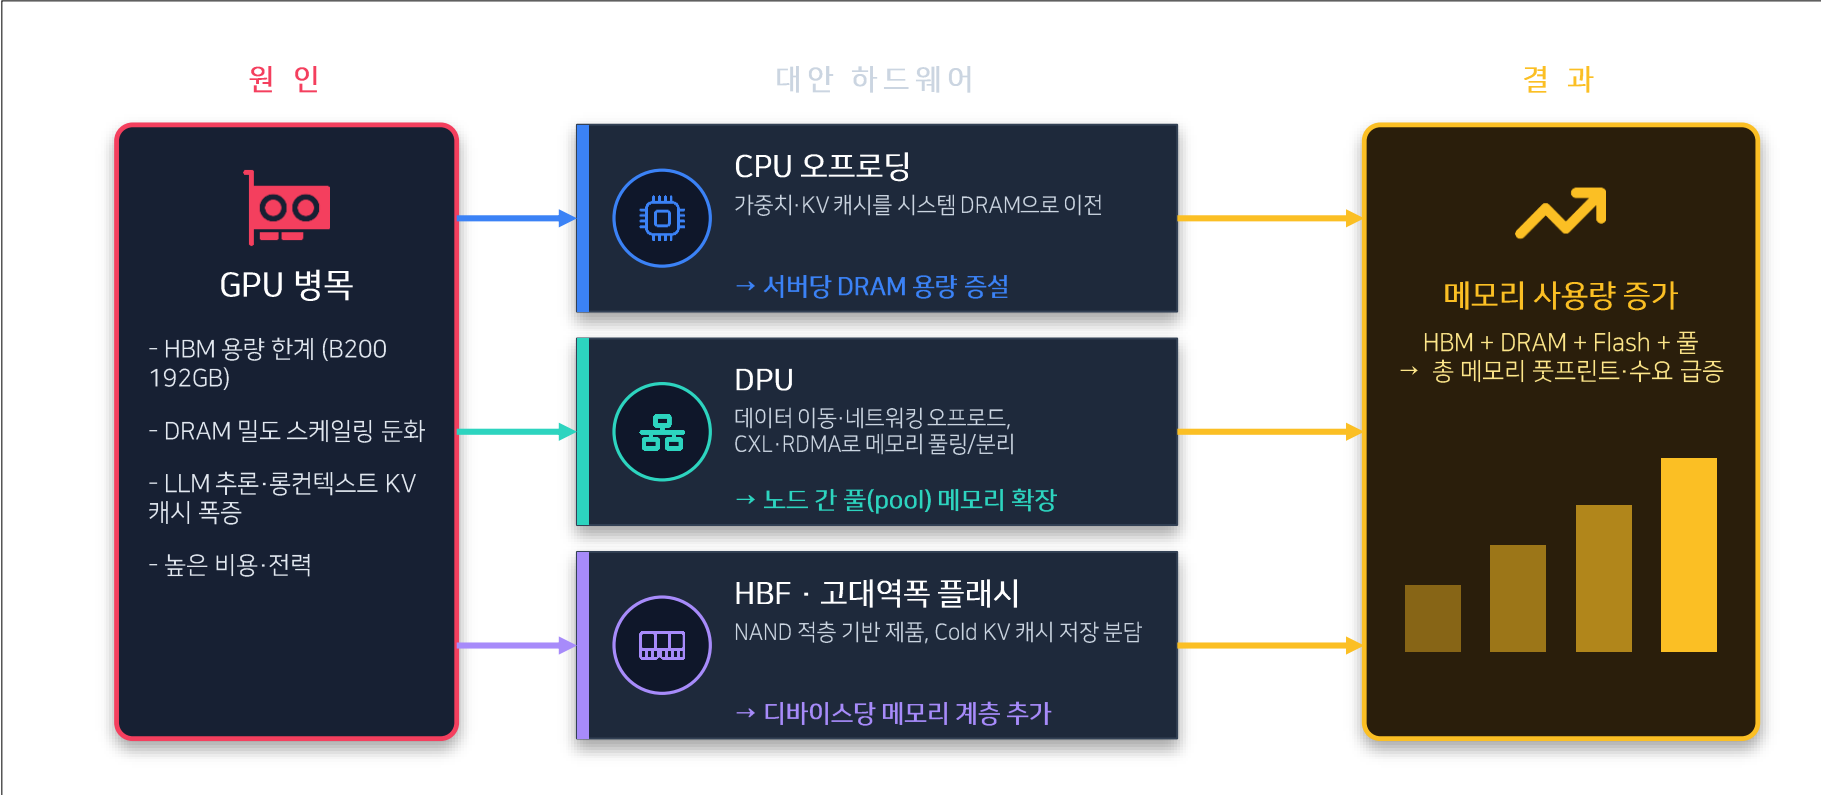 원 인
대안 하드웨어
결 과
GPU 병목
- HBM 용량 한계 (B200
192GB)
- DRAM 밀도 스케일링 둔화
- LLM 추론·롱컨텍스트 KV
캐시 폭증
- 높은 비용·전력
CPU 오프로딩
가중치·KV 캐시를 시스템 DRAM으로 이전
→ 서버당 DRAM 용량 증설
DPU
데이터 이동·네트워킹 오프로드,
CXL·RDMA로 메모리 풀링/분리
→ 노드 간 풀(pool) 메모리 확장
HBF · 고대역폭 플래시
NAND 적층 기반 제품, Cold KV 캐시 저장 분담
→ 디바이스당 메모리 계층 추가
메모리 사용량 증가
HBM + DRAM + Flash + 풀
→ 총 메모리 풋프린트·수요 급증